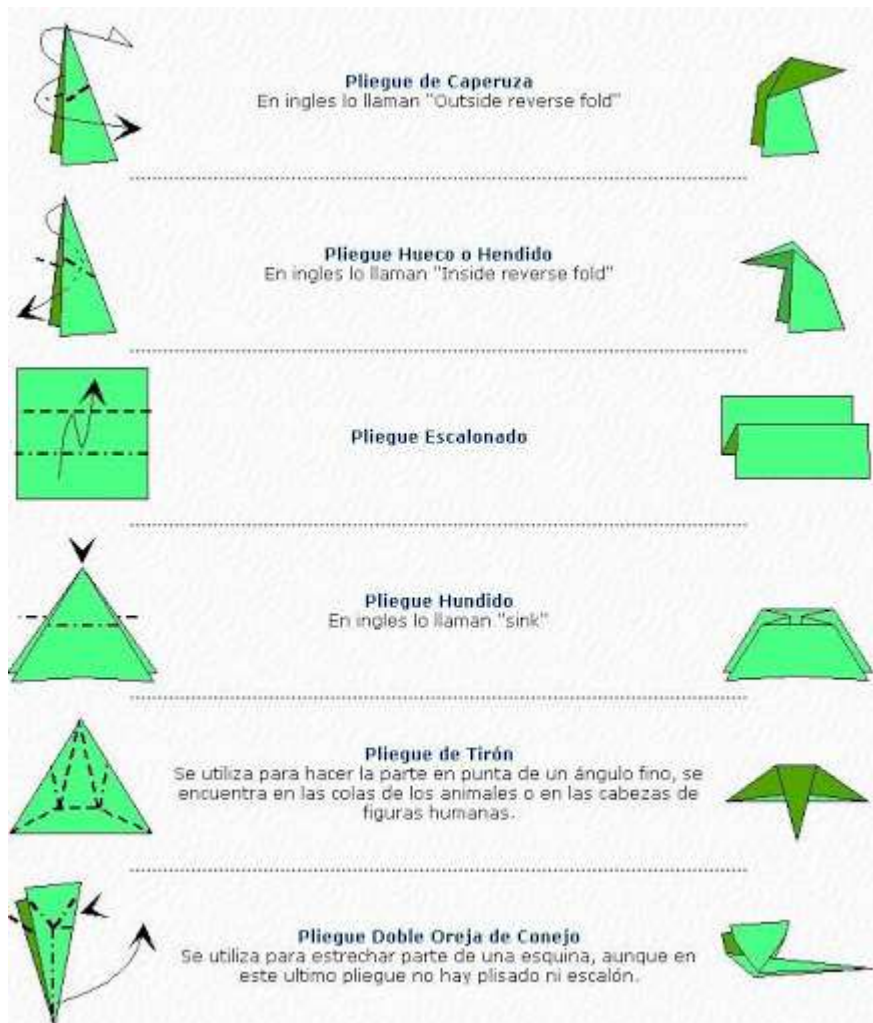 Pliegue de Caperuza
En ingles lo llaman "Outside reverse fold"
Pliegue Hueco o Hendido
En ingles lo llaman "Inside reverse fold"
Pliegue Escalonado
Pliegue Hundido
En ingles lo llaman "sink"
Pliegue de Tirón
Se utiliza para hacer la parte en punta de un ángulo fino, se
encuentra en las colas de los animales o en las cabezas de
figuras humanas.
Pliegue Doble Oreja de Conejo
Se utiliza para estrechar parte de una esquina, aunque en
este ultimo pliegue no hay plisado ni escalón.